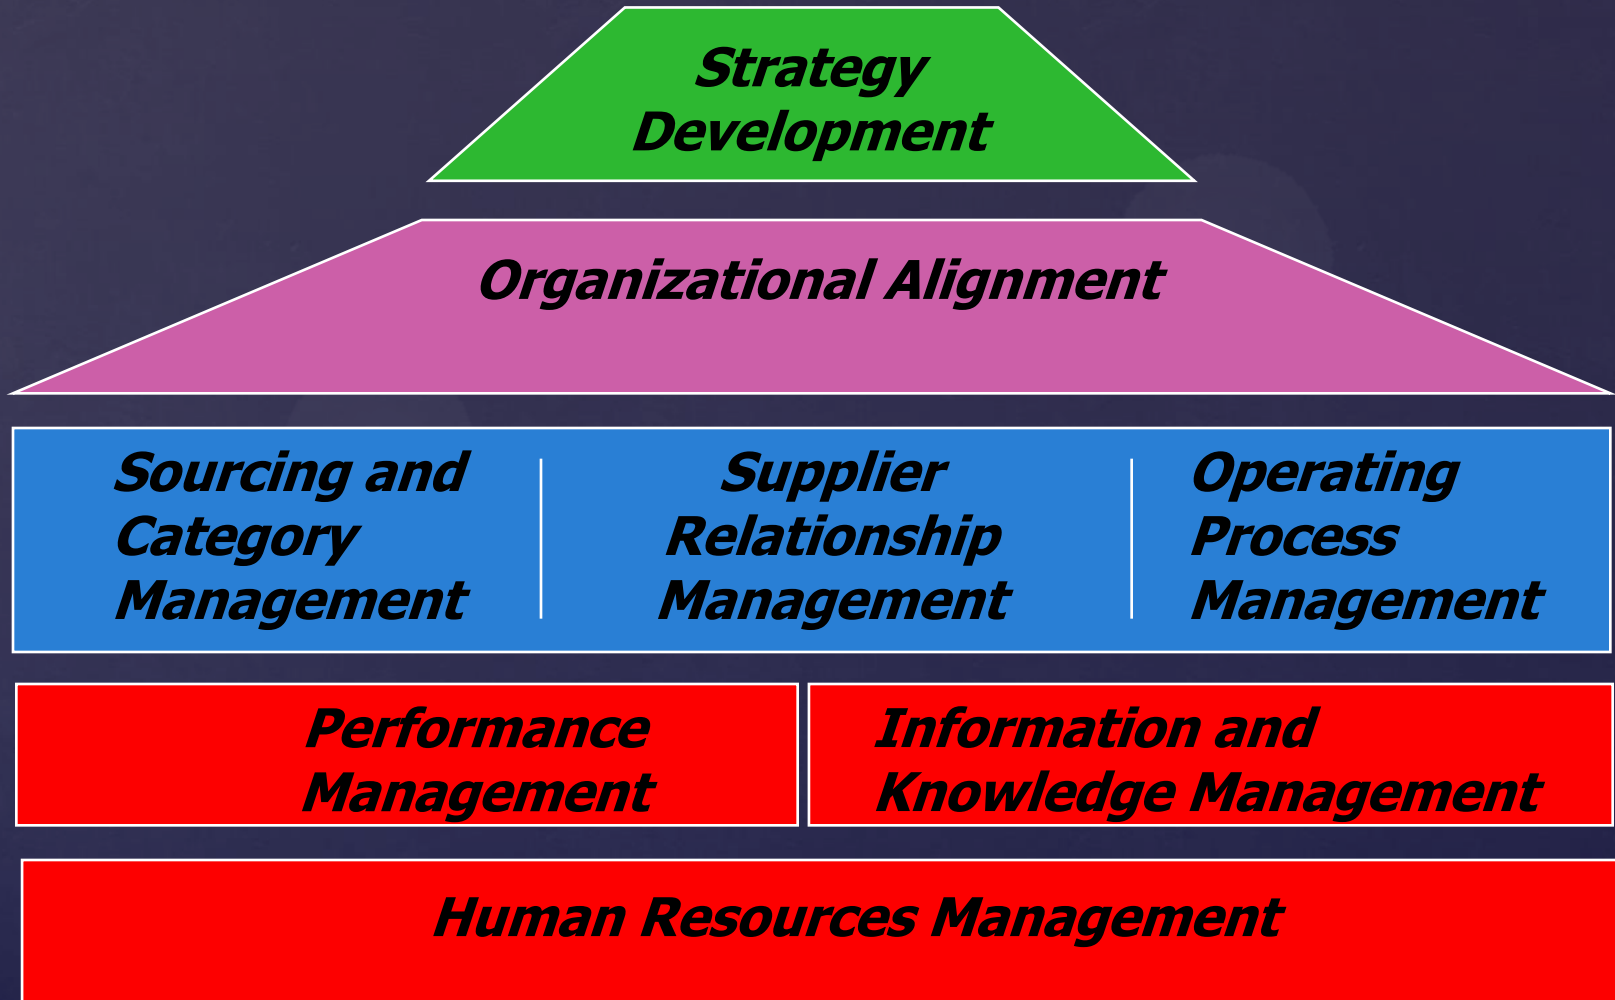 Strategy
Development
Organizational Alignment
Sourcing and
Category
Management
Supplier
Relationship
Management
Operating
Process
Management
Performance
Management
Information and
Knowledge Management
Human Resources Management